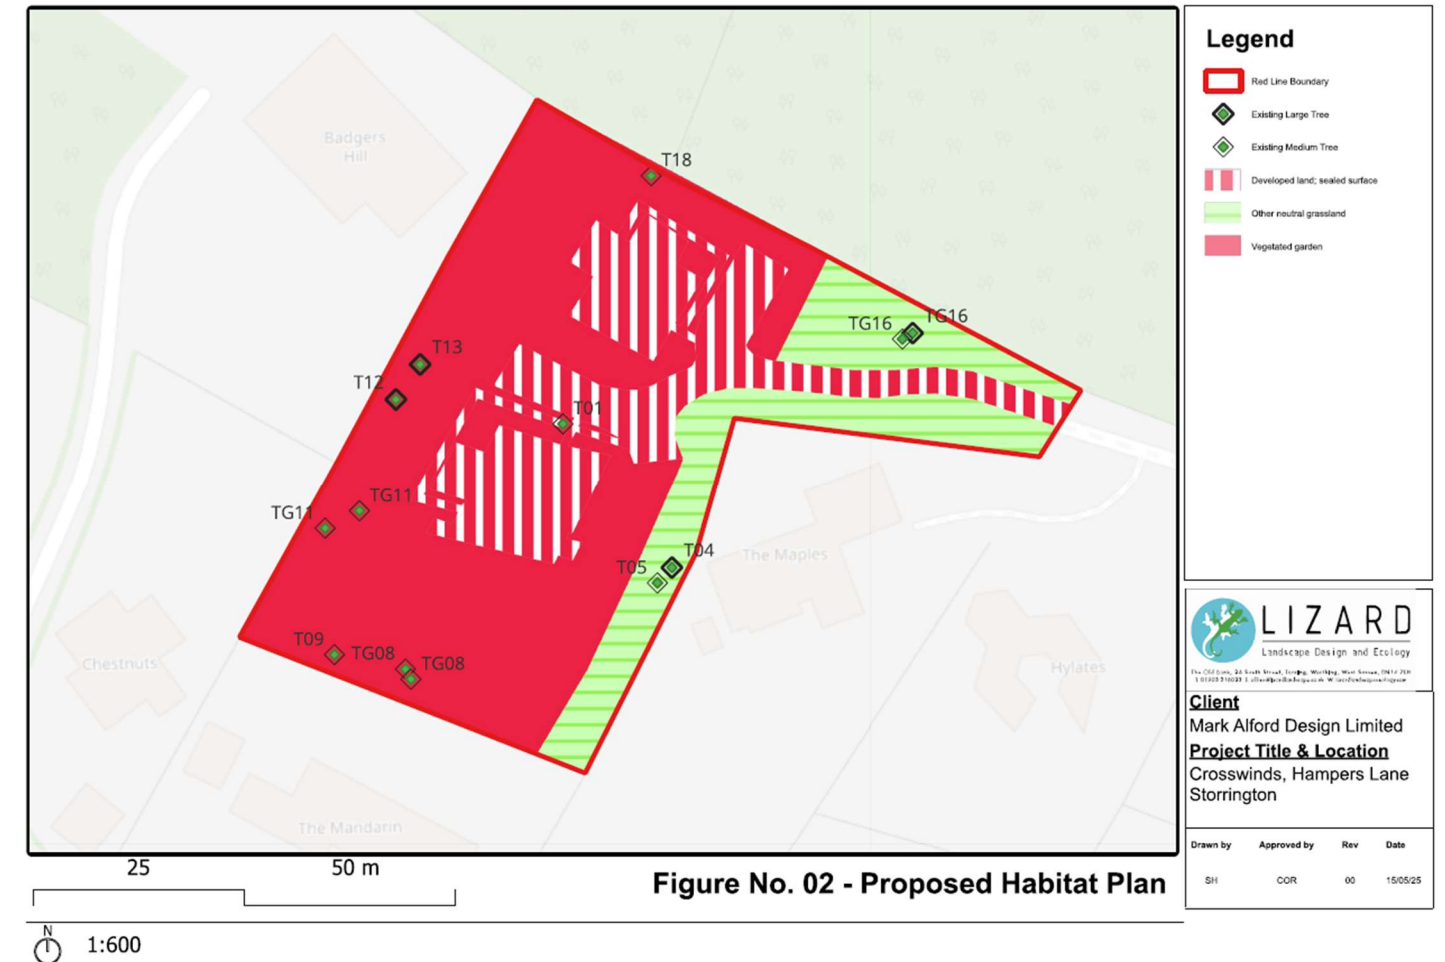 Badgers
Hill
T18
TG16
TG16
T13
T12
T01
TG11
TG11
T04
T05
The Maples
T09
TG08
TG08
Chestnuts
Hylates
The Mandarin
25
50 m
Figure No. 02 - Proposed Habitat Plan
N
1:600
Legend
Red Line Boundary
Existing Large Tree
Existing Medium Tree
Developed land; sealed surface
Other neutral grassland
Vegetated garden
LIZARD
Landscape Design and Ecology
Client
Mark Alford Design Limited
Project Title & Location
Crosswinds, Hampers Lane
Storrington
Drawn by Approved by Rev Date
SH COR 00 15/05/25